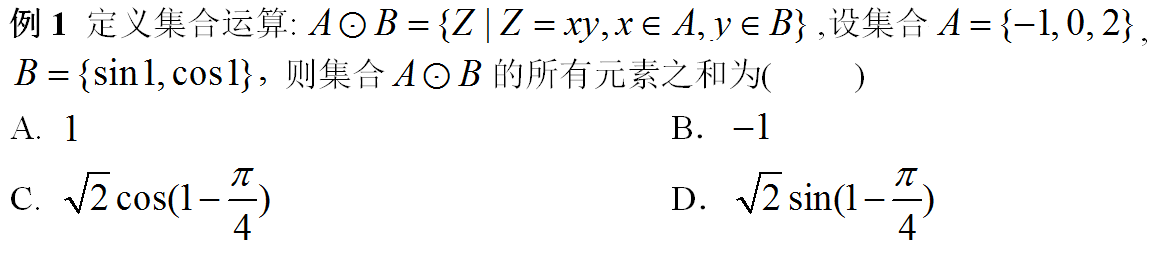 例 1 定义集合运算: A⊙B = {Z | Z = xy, x ∈ A, y ∈ B} ,设集合 A = {−1, 0, 2} ,
B = {sin1, cos1}，则集合 A⊙B 的所有元素之和为(    )
A. 1 B. −1
C. √2 cos(1−π/4) D. √2 sin(1−π/4)